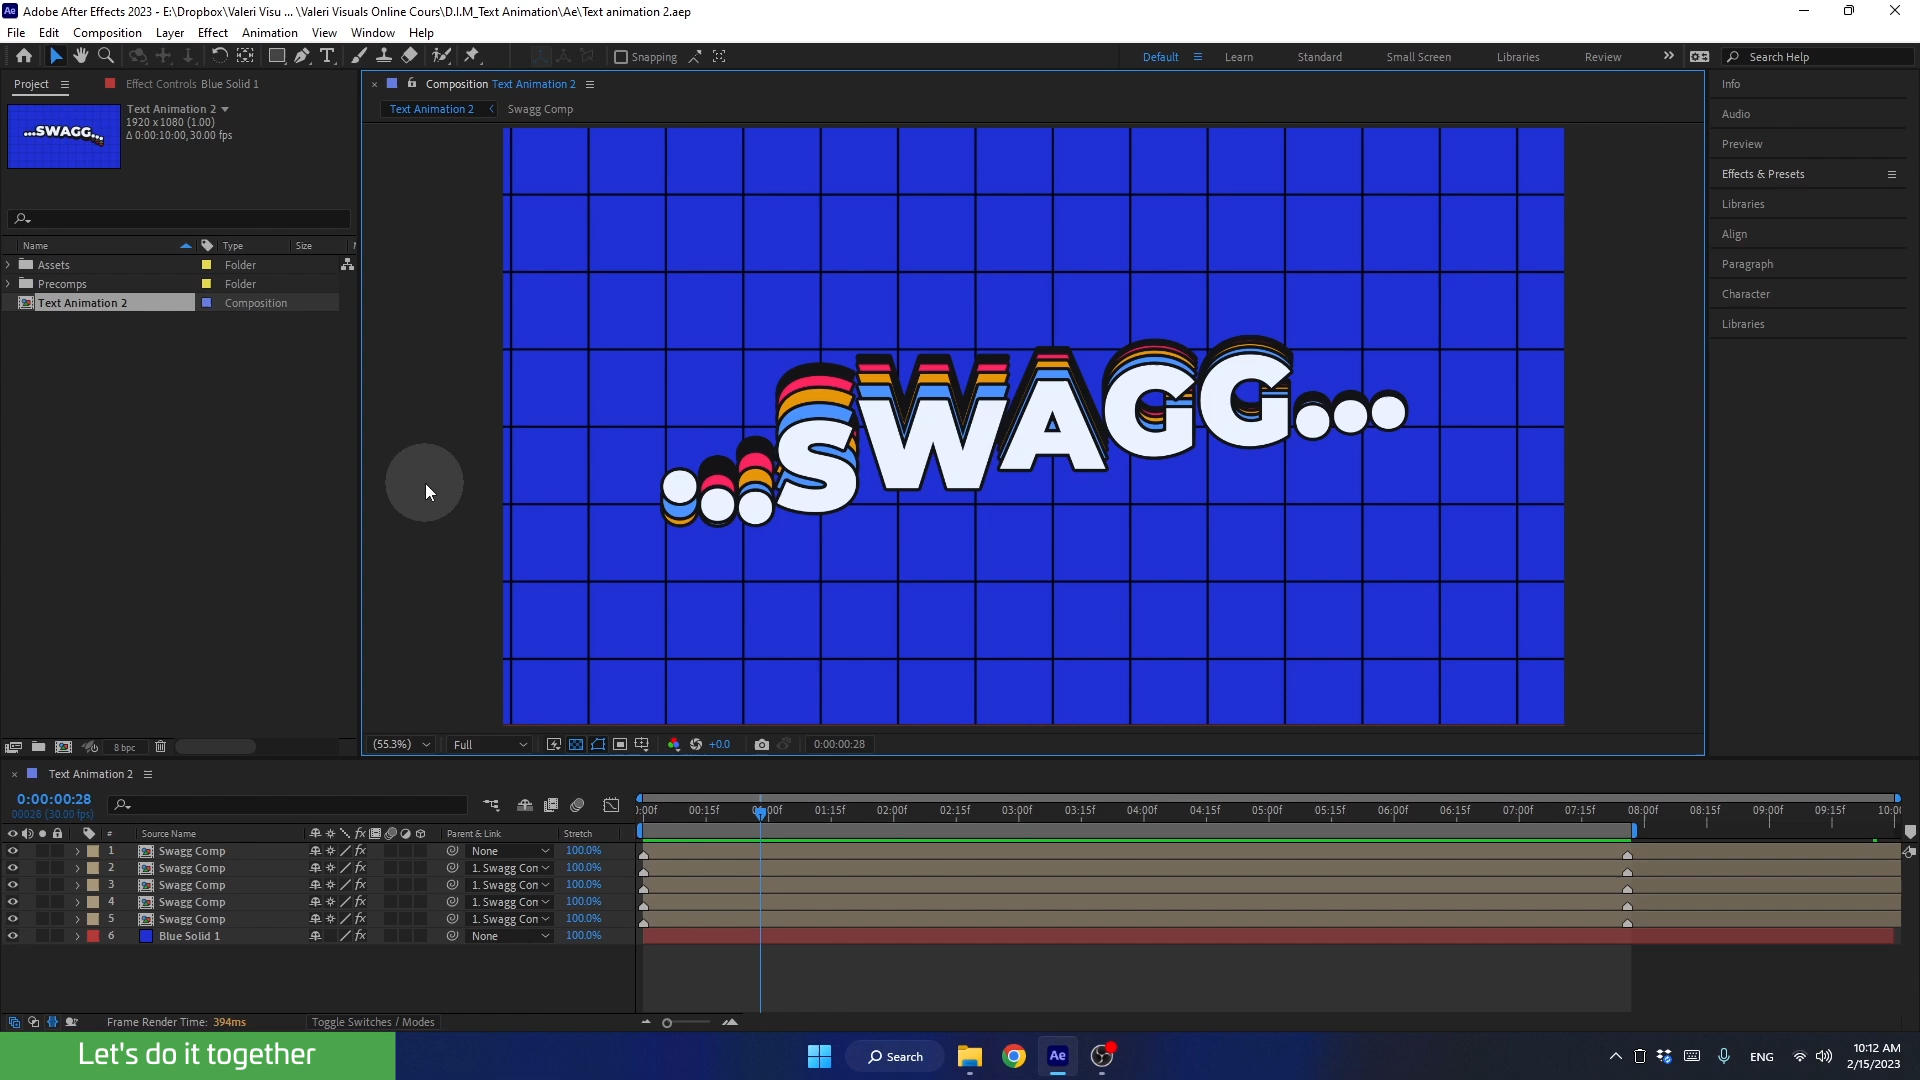 Adobe After Effects 2023 - E:\Dropbox\Valeri Visu ... \Valeri Visuals Online Cours\D.I.M_Text Animation\Ae\Text animation 2.aep
File Edit Composition Layer Effect Animation View Window Help
Snapping Default Learn Standard Small Screen Libraries Review Search Help
Project Effect Controls Blue Solid 1
Composition Text Animation 2
Text Animation 2 Swagg Comp
Text Animation 2
1920 x 1080 (1.00)
Δ 0:00:10:00, 30.00 fps
...SWAGG...
Name Type Size
Assets Folder
Precomps Folder
Text Animation 2 Composition
...SWAGG...
Info
Audio
Preview
Effects & Presets
Libraries
Align
Paragraph
Character
Libraries
8 bpc
(55.3%) Full +0.0 0:00:00:28
Text Animation 2
0:00:00:28
00028 (30.00 fps)
:00f 00:15f 01:00f 01:15f 02:00f 02:15f 03:00f 03:15f 04:00f 04:15f 05:00f 05:15f 06:00f 06:15f 07:00f 07:15f 08:00f 08:15f 09:00f 09:15f 10:00
# Source Name fx Parent & Link Stretch
1 Swagg Comp fx None 100.0%
2 Swagg Comp fx 1. Swagg Con 100.0%
3 Swagg Comp fx 1. Swagg Con 100.0%
4 Swagg Comp fx 1. Swagg Con 100.0%
5 Swagg Comp fx 1. Swagg Con 100.0%
6 Blue Solid 1 fx None 100.0%
Frame Render Time: 394ms Toggle Switches / Modes
Let's do it together
Search
Ae
ENG
10:12 AM
2/15/2023